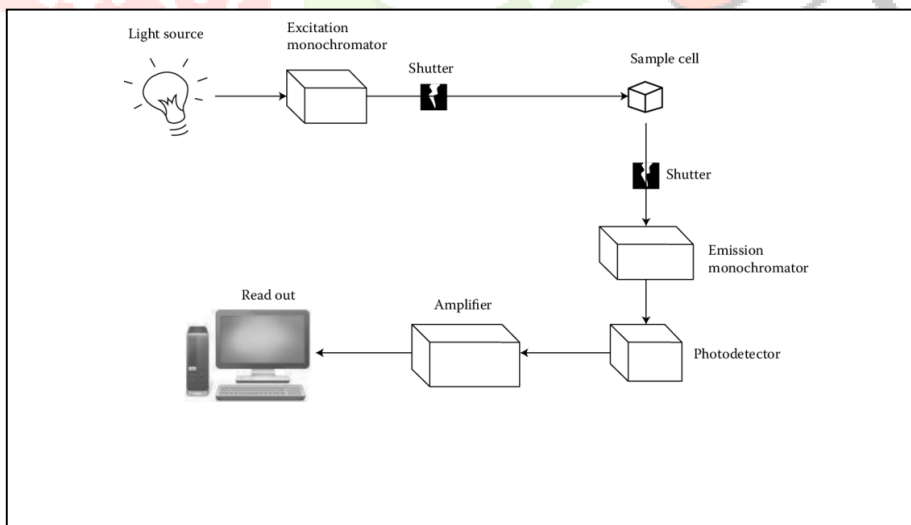 Light source
Excitation
monochromator
Shutter
Sample cell
Shutter
Emission
monochromator
Photodetector
Amplifier
Read out